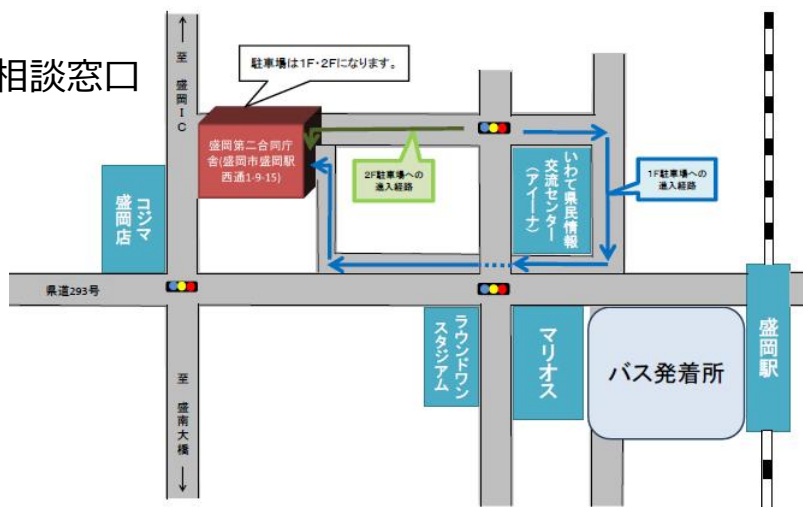 相談窓口
至　盛岡IC
駐車場は1F・2Fになります。
盛岡第二合同庁
舎(盛岡市盛岡駅
西通1-9-15)
2F駐車場への
進入経路
いわて県民情報
交流センター
(アイーナ)
1F駐車場への
進入経路
コジマ
盛岡店
県道293号
ラウンドワン
スタジアム
マリオス
バス発着所
盛岡駅
至　盛南大橋